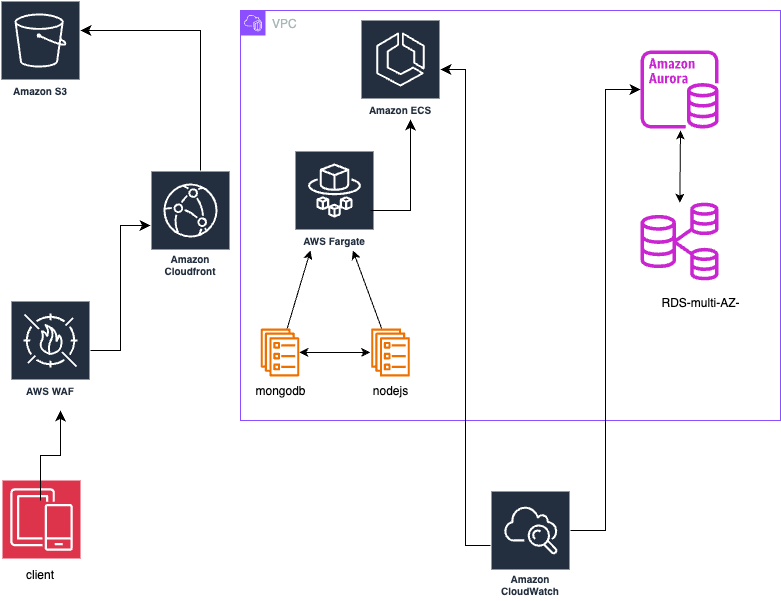 VPC
Amazon
Aurora
Amazon S3
Amazon ECS
AWS Fargate
Amazon
Cloudfront
RDS-multi-AZ-
AWS WAF
mongodb
nodejs
client
Amazon
CloudWatch